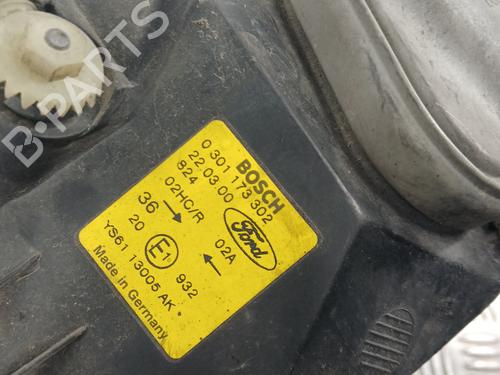 BOSCH
0 301 173 302
22.03.00
824
02HC/R
Ford
36
02A
20
E1
932
YS61 13005 AK
Made in Germany
B-PARTS